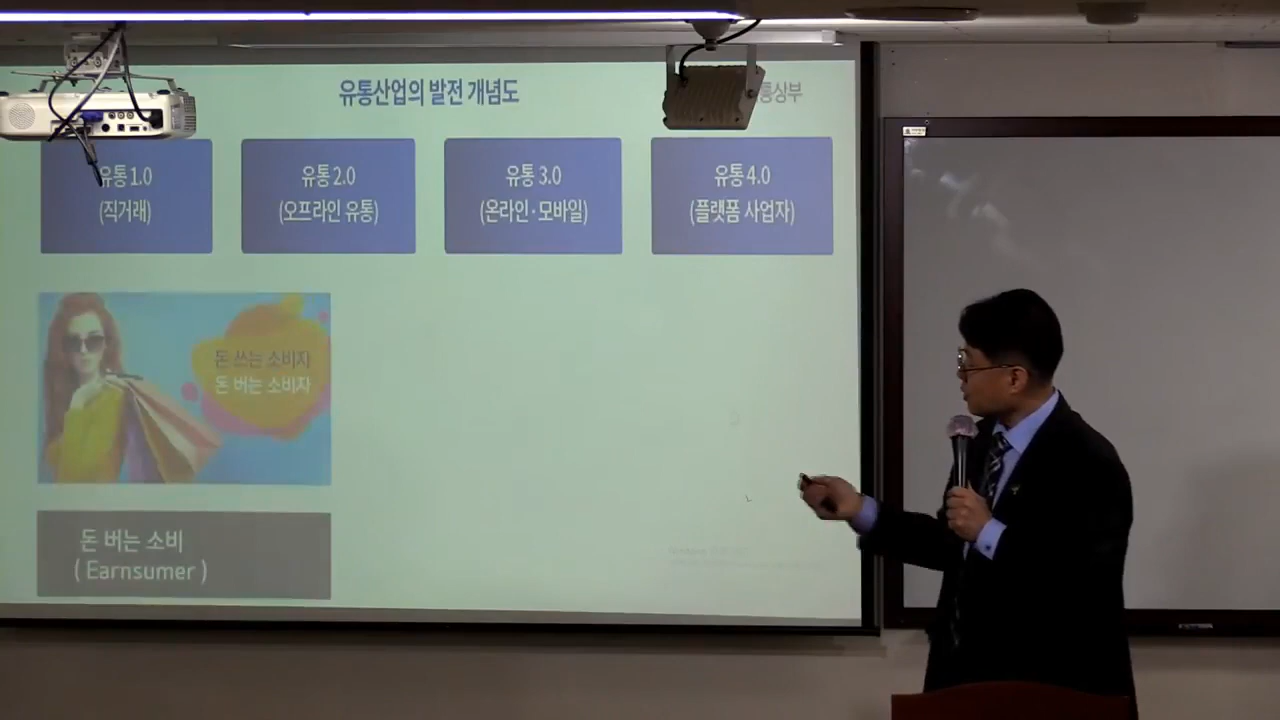 유통산업의 발전 개념도
통상부
유통 1.0
(직거래)
유통 2.0
(오프라인 유통)
유통 3.0
(온라인·모바일)
유통 4.0
(플랫폼 사업자)
돈 쓰는 소비자
돈 버는 소비자
돈 버는 소비
( Earnsumer )